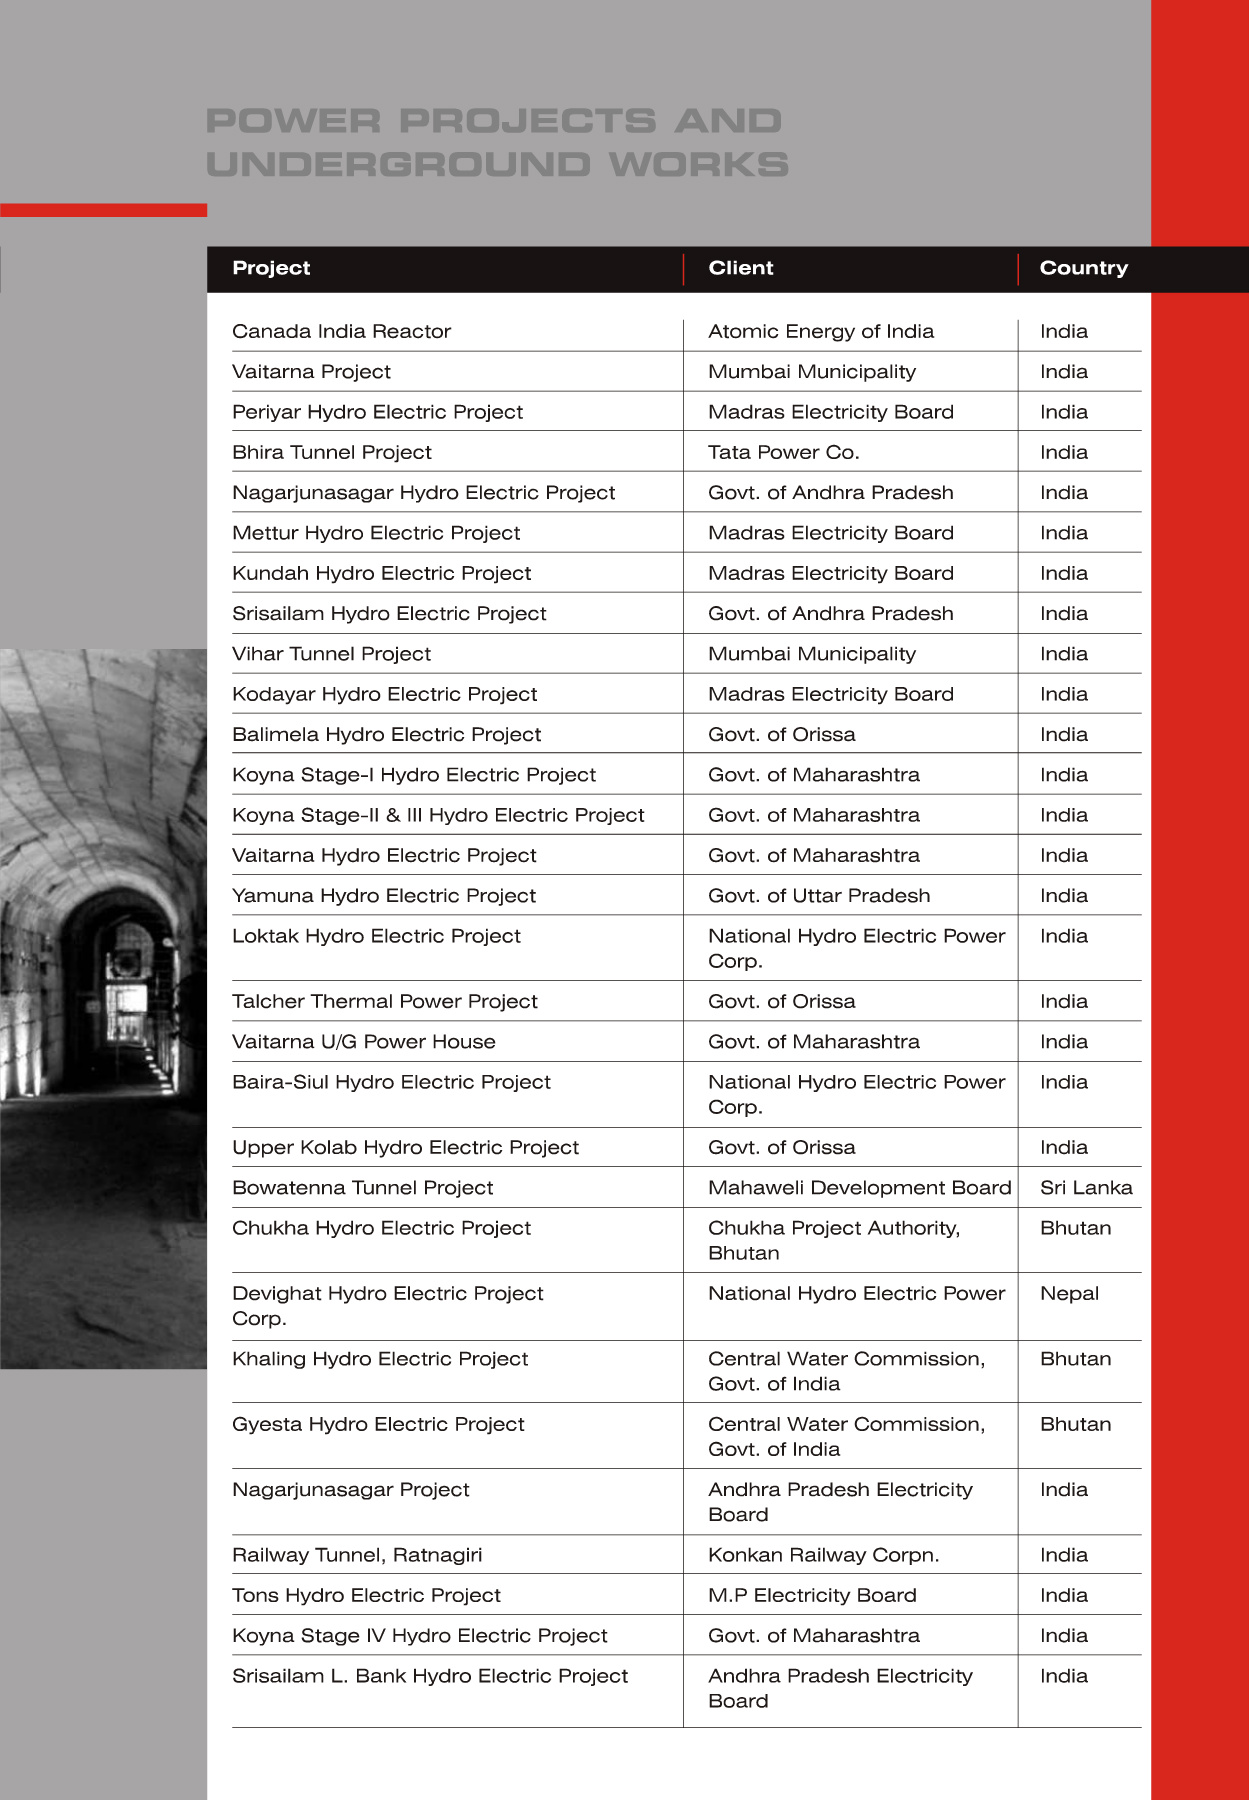 POWER PROJECTS AND
UNDERGROUND WORKS
Project Client Country
Canada India Reactor Atomic Energy of India India
Vaitarna Project Mumbai Municipality India
Periyar Hydro Electric Project Madras Electricity Board India
Bhira Tunnel Project Tata Power Co. India
Nagarjunasagar Hydro Electric Project Govt. of Andhra Pradesh India
Mettur Hydro Electric Project Madras Electricity Board India
Kundah Hydro Electric Project Madras Electricity Board India
Srisailam Hydro Electric Project Govt. of Andhra Pradesh India
Vihar Tunnel Project Mumbai Municipality India
Kodayar Hydro Electric Project Madras Electricity Board India
Balimela Hydro Electric Project Govt. of Orissa India
Koyna Stage-I Hydro Electric Project Govt. of Maharashtra India
Koyna Stage-II & III Hydro Electric Project Govt. of Maharashtra India
Vaitarna Hydro Electric Project Govt. of Maharashtra India
Yamuna Hydro Electric Project Govt. of Uttar Pradesh India
Loktak Hydro Electric Project National Hydro Electric Power India
Corp.
Talcher Thermal Power Project Govt. of Orissa India
Vaitarna U/G Power House Govt. of Maharashtra India
Baira-Siul Hydro Electric Project National Hydro Electric Power India
Corp.
Upper Kolab Hydro Electric Project Govt. of Orissa India
Bowatenna Tunnel Project Mahaweli Development Board Sri Lanka
Chukha Hydro Electric Project Chukha Project Authority, Bhutan
Bhutan
Devighat Hydro Electric Project National Hydro Electric Power Nepal
Corp.
Khaling Hydro Electric Project Central Water Commission, Bhutan
Govt. of India
Gyesta Hydro Electric Project Central Water Commission, Bhutan
Govt. of India
Nagarjunasagar Project Andhra Pradesh Electricity India
Board
Railway Tunnel, Ratnagiri Konkan Railway Corpn. India
Tons Hydro Electric Project M.P Electricity Board India
Koyna Stage IV Hydro Electric Project Govt. of Maharashtra India
Srisailam L. Bank Hydro Electric Project Andhra Pradesh Electricity India
Board